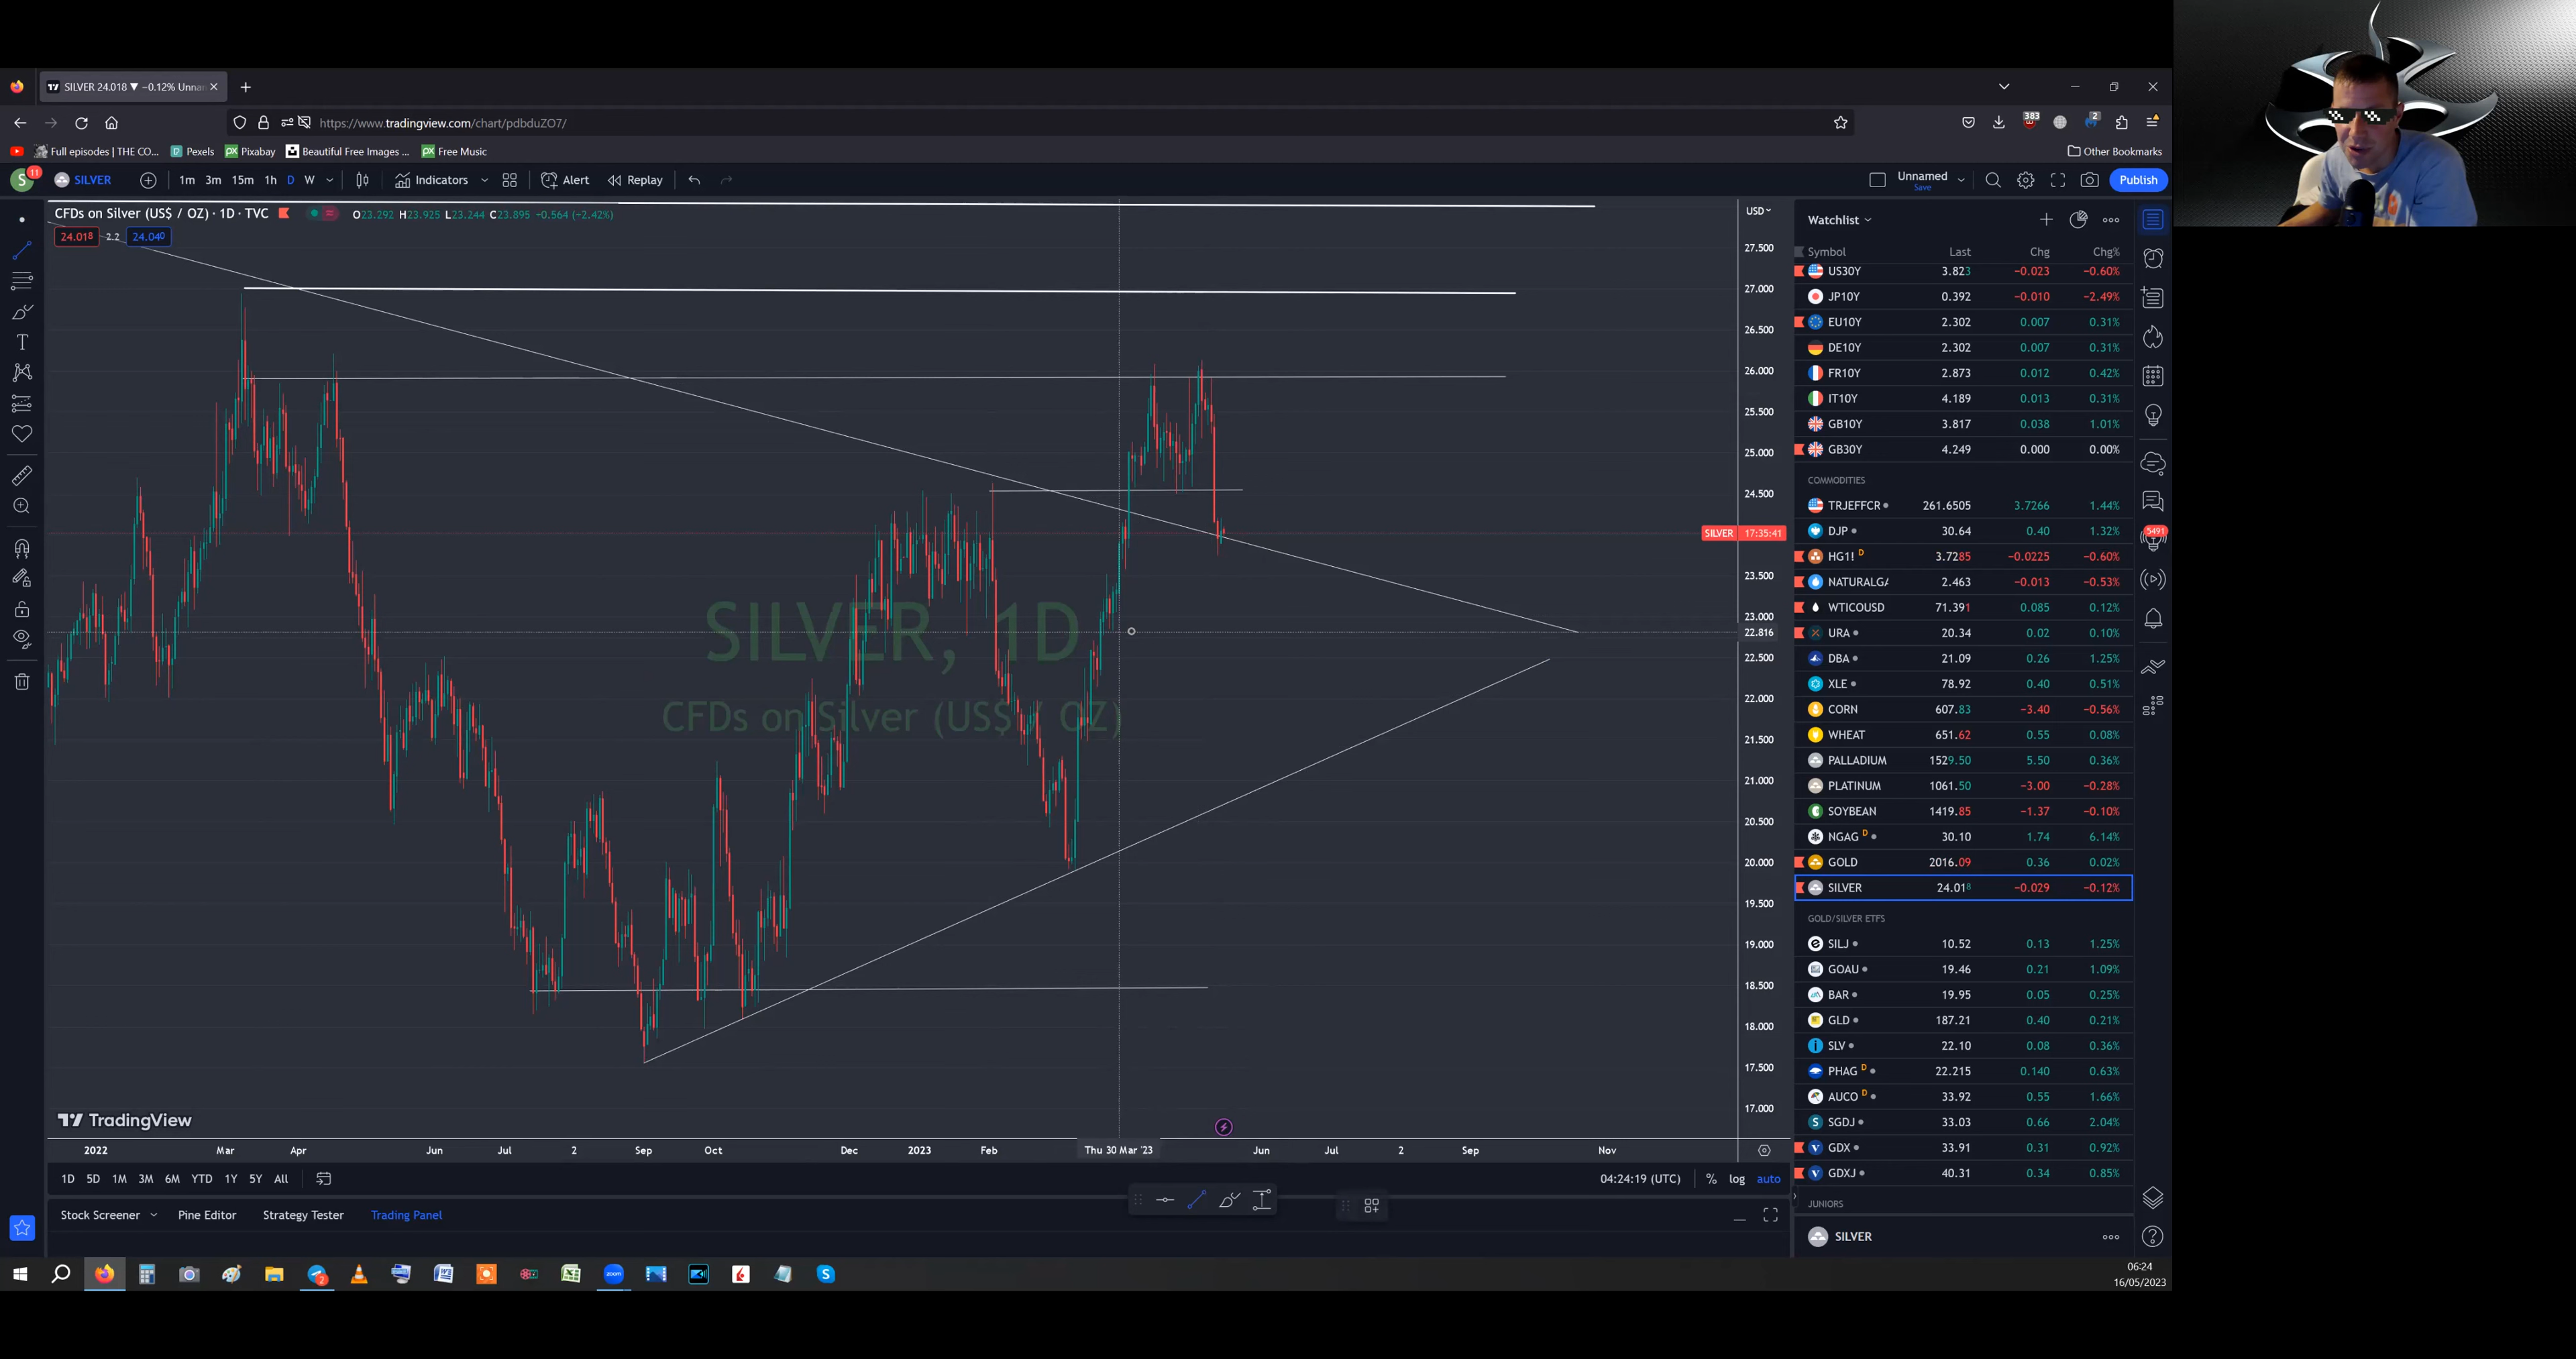 SILVER 24.018 ▼ −0.12% Unna
https://www.tradingview.com/chart/pdbduZO7/
383
2
Full episodes | THE CO...
Pexels
Pixabay
Beautiful Free Images ...
Free Music
Other Bookmarks
S
11
SILVER
1m 3m 15m 1h D W
Indicators
Alert
Replay
Unnamed
Save
Publish
CFDs on Silver (US$ / OZ) · 1D · TVC
O23.292 H23.925 L23.244 C23.895 +0.564 (−2.42%)
24.018 2.2 24.040
USD
27.500
27.000
26.500
26.000
25.500
25.000
24.500
SILVER 17:35:41
23.500
23.000
22.816
22.500
22.000
21.500
21.000
20.500
20.000
19.500
19.000
18.500
18.000
17.500
17.000
SILVER, 1D
CFDs on Silver (US$ / OZ)
TradingView
2022 Mar Apr Jun Jul 2 Sep Oct Dec 2023 Feb Thu 30 Mar '23 Jun Jul 2 Sep Nov
1D 5D 1M 3M 6M YTD 1Y 5Y All
04:24:19 (UTC) % log auto
Stock Screener Pine Editor Strategy Tester Trading Panel
Watchlist
Symbol Last Chg Chg%
US30Y 3.823 −0.023 −0.60%
JP10Y 0.392 −0.010 −2.49%
EU10Y 2.302 0.007 0.31%
DE10Y 2.302 0.007 0.31%
FR10Y 2.873 0.012 0.42%
IT10Y 4.189 0.013 0.31%
GB10Y 3.817 0.038 1.01%
GB30Y 4.249 0.000 0.00%
COMMODITIES
TRJEFFCR 261.6505 3.7266 1.44%
DJP 30.64 0.40 1.32%
HG1! D 3.7285 −0.0225 −0.60%
NATURALGA 2.463 −0.013 −0.53%
WTICOUSD 71.391 0.085 0.12%
URA 20.34 0.02 0.10%
DBA 21.09 0.26 1.25%
XLE 78.92 0.40 0.51%
CORN 607.83 −3.40 −0.56%
WHEAT 651.62 0.55 0.08%
PALLADIUM 1529.50 5.50 0.36%
PLATINUM 1061.50 −3.00 −0.28%
SOYBEAN 1419.85 −1.37 −0.10%
NGAG D 30.10 1.74 6.14%
GOLD 2016.09 0.36 0.02%
SILVER 24.018 −0.029 −0.12%
GOLD/SILVER ETFS
SILJ 10.52 0.13 1.25%
GOAU 19.46 0.21 1.09%
BAR 19.95 0.05 0.25%
GLD 187.21 0.40 0.21%
SLV 22.10 0.08 0.36%
PHAG D 22.215 0.140 0.63%
AUCO D 33.92 0.55 1.66%
SGDJ 33.03 0.66 2.04%
GDX 33.91 0.31 0.92%
GDXJ 40.31 0.34 0.85%
JUNIORS
SILVER
5491
zoom
06:24
16/05/2023